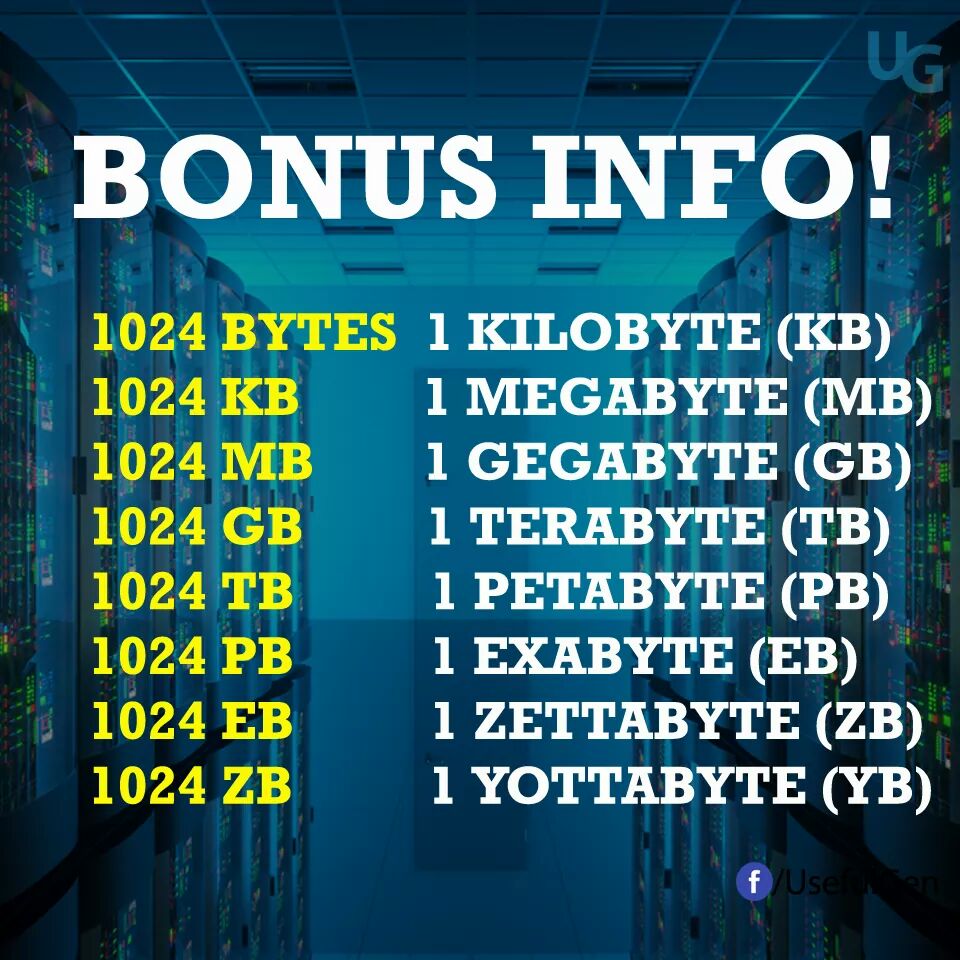 UG
BONUS INFO!
1024 BYTES 1 KILOBYTE (KB)
1024 KB 1 MEGABYTE (MB)
1024 MB 1 GEGABYTE (GB)
1024 GB 1 TERABYTE (TB)
1024 TB 1 PETABYTE (PB)
1024 PB 1 EXABYTE (EB)
1024 EB 1 ZETTABYTE (ZB)
1024 ZB 1 YOTTABYTE (YB)